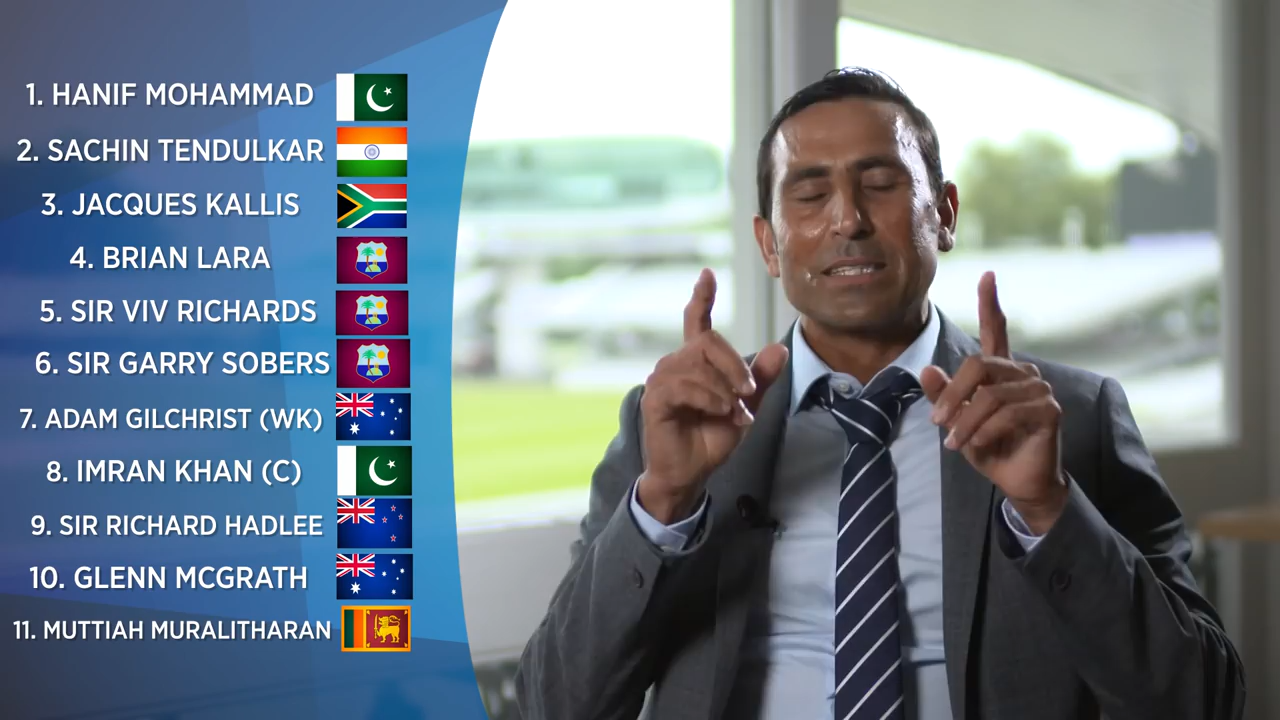 1. HANIF MOHAMMAD
2. SACHIN TENDULKAR
3. JACQUES KALLIS
4. BRIAN LARA
5. SIR VIV RICHARDS
6. SIR GARRY SOBERS
7. ADAM GILCHRIST (WK)
8. IMRAN KHAN (C)
9. SIR RICHARD HADLEE
10. GLENN MCGRATH
11. MUTTIAH MURALITHARAN